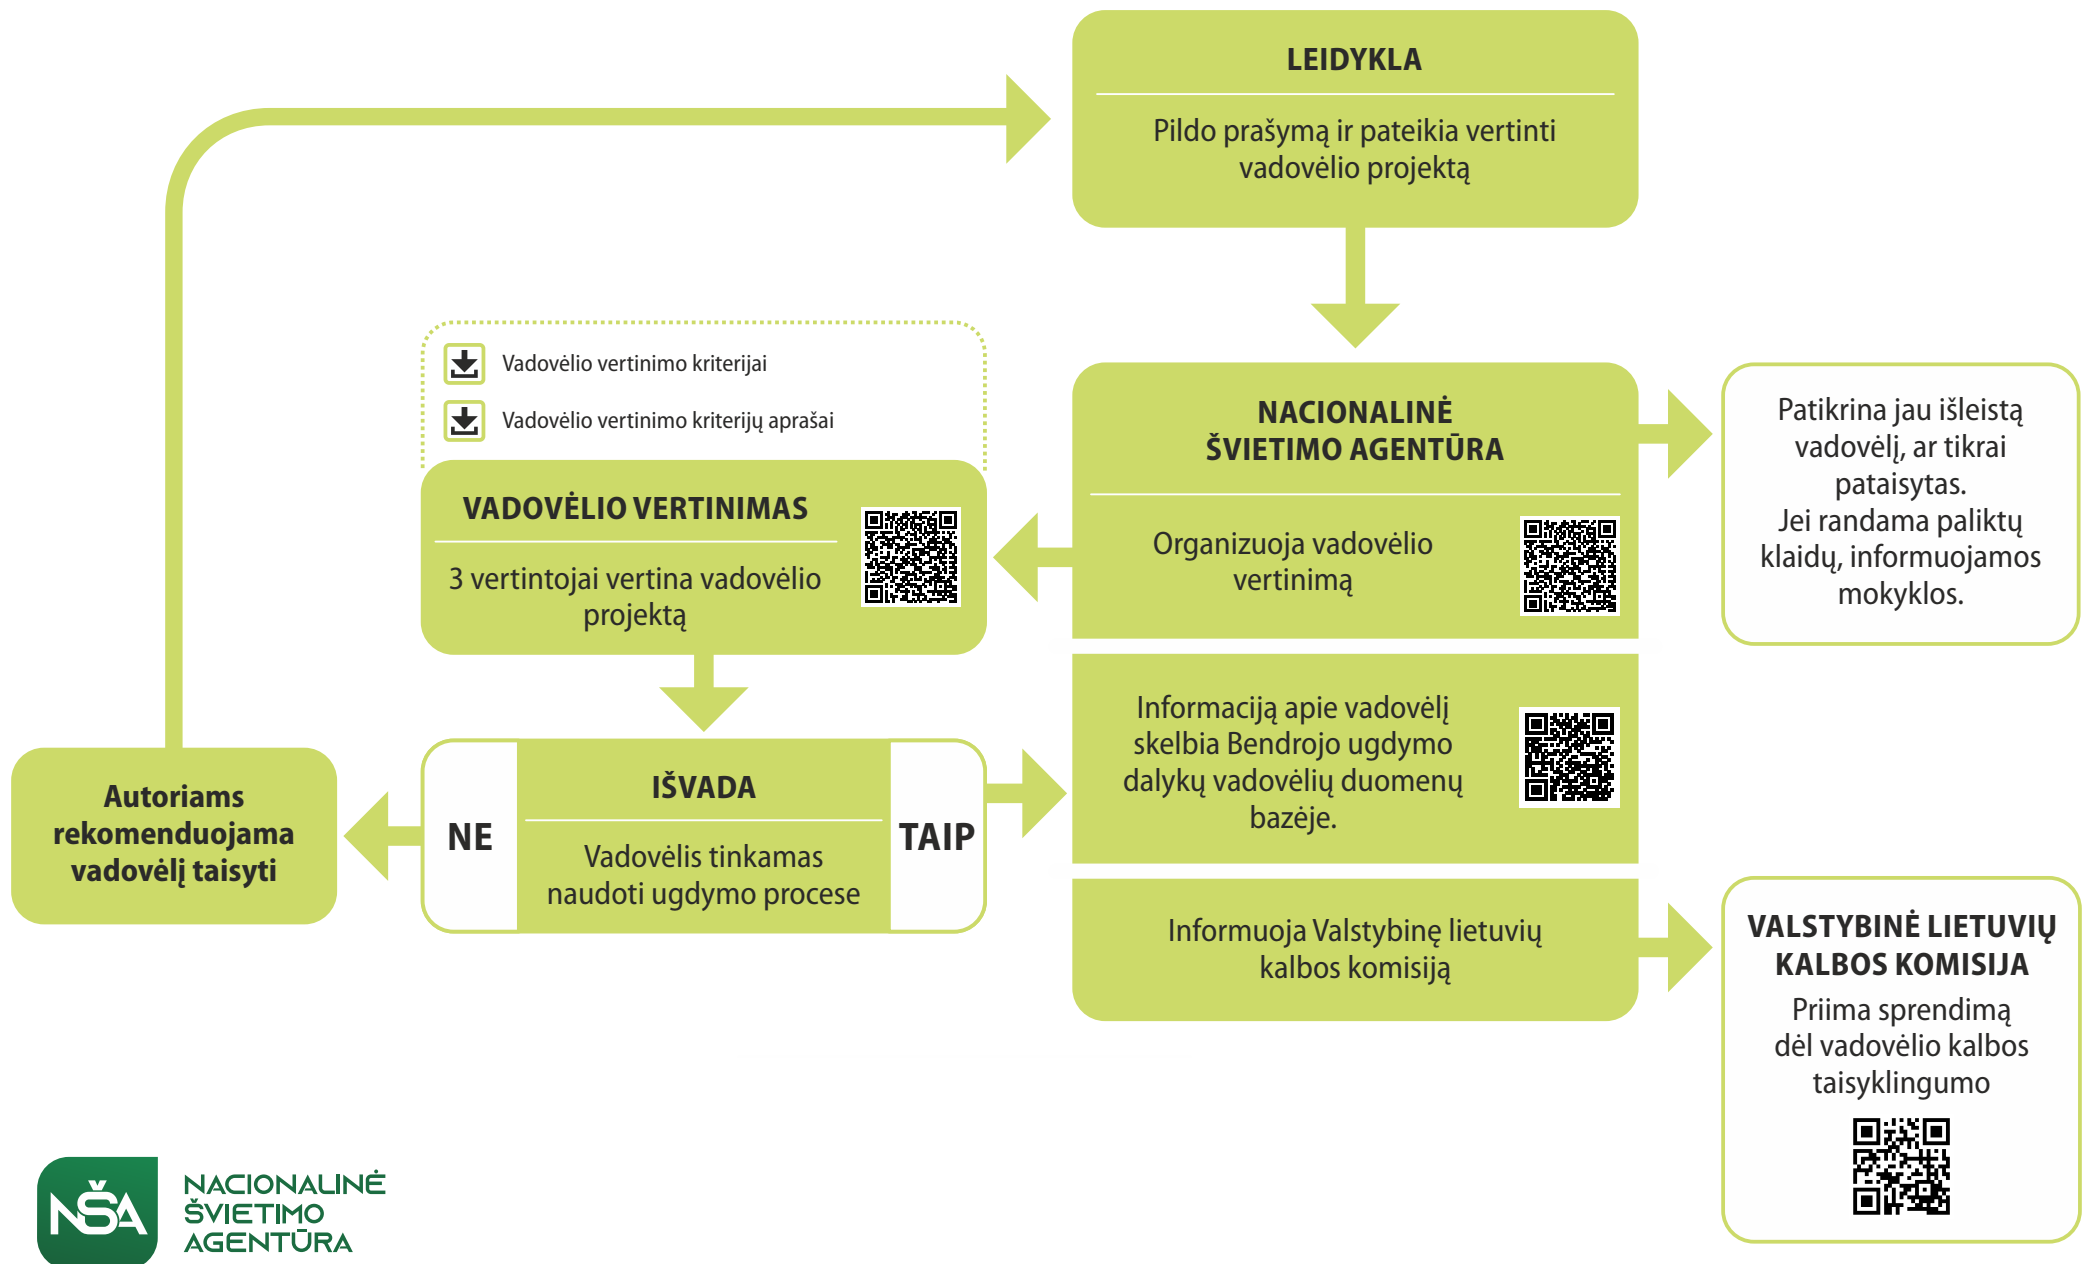 LEIDYKLA
Pildo prašymą ir pateikia vertinti
vadovėlio projektą
Vadovėlio vertinimo kriterijai
Vadovėlio vertinimo kriterijų aprašai
VADOVĖLIO VERTINIMAS
3 vertintojai vertina vadovėlio
projektą
NACIONALINĖ
ŠVIETIMO AGENTŪRA
Organizuoja vadovėlio
vertinimą
Patikrina jau išleistą
vadovėlį, ar tikrai
pataisytas.
Jei randama paliktų
klaidų, informuojamos
mokyklos.
Informaciją apie vadovėlį
skelbia Bendrojo ugdymo
dalykų vadovėlių duomenų
bazėje.
Autoriams
rekomenduojama
vadovėlį taisyti
NE
IŠVADA
Vadovėlis tinkamas
naudoti ugdymo procese
TAIP
Informuoja Valstybinę lietuvių
kalbos komisiją
VALSTYBINĖ LIETUVIŲ
KALBOS KOMISIJA
Priima sprendimą
dėl vadovėlio kalbos
taisyklingumo
NŠA
NACIONALINĖ
ŠVIETIMO
AGENTŪRA